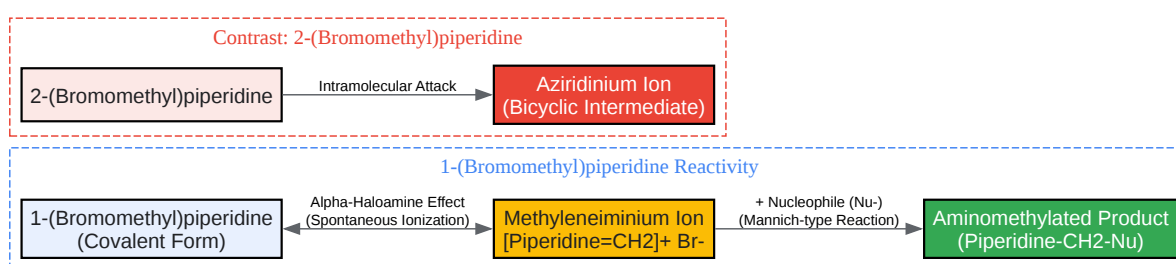 Contrast: 2-(Bromomethyl)piperidine
2-(Bromomethyl)piperidine
Intramolecular Attack
Aziridinium Ion
(Bicyclic Intermediate)
1-(Bromomethyl)piperidine Reactivity
1-(Bromomethyl)piperidine
(Covalent Form)
Alpha-Haloamine Effect
(Spontaneous Ionization)
Methyleneiminium Ion
[Piperidine=CH2]+ Br-
+ Nucleophile (Nu-)
(Mannich-type Reaction)
Aminomethylated Product
(Piperidine-CH2-Nu)